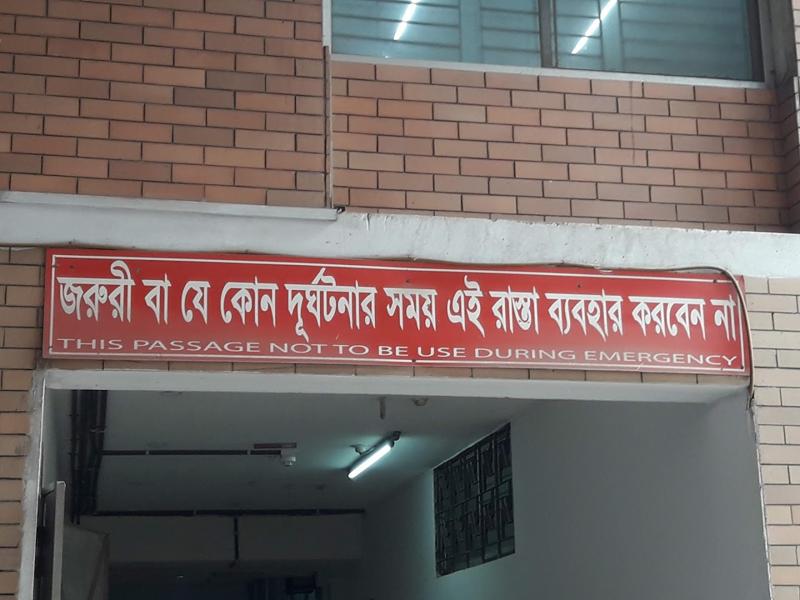 জরুরী বা যে কোন দূর্ঘটনার সময় এই রাস্তা ব্যবহার করবেন না
THIS PASSAGE NOT TO BE USE DURING EMERGENCY